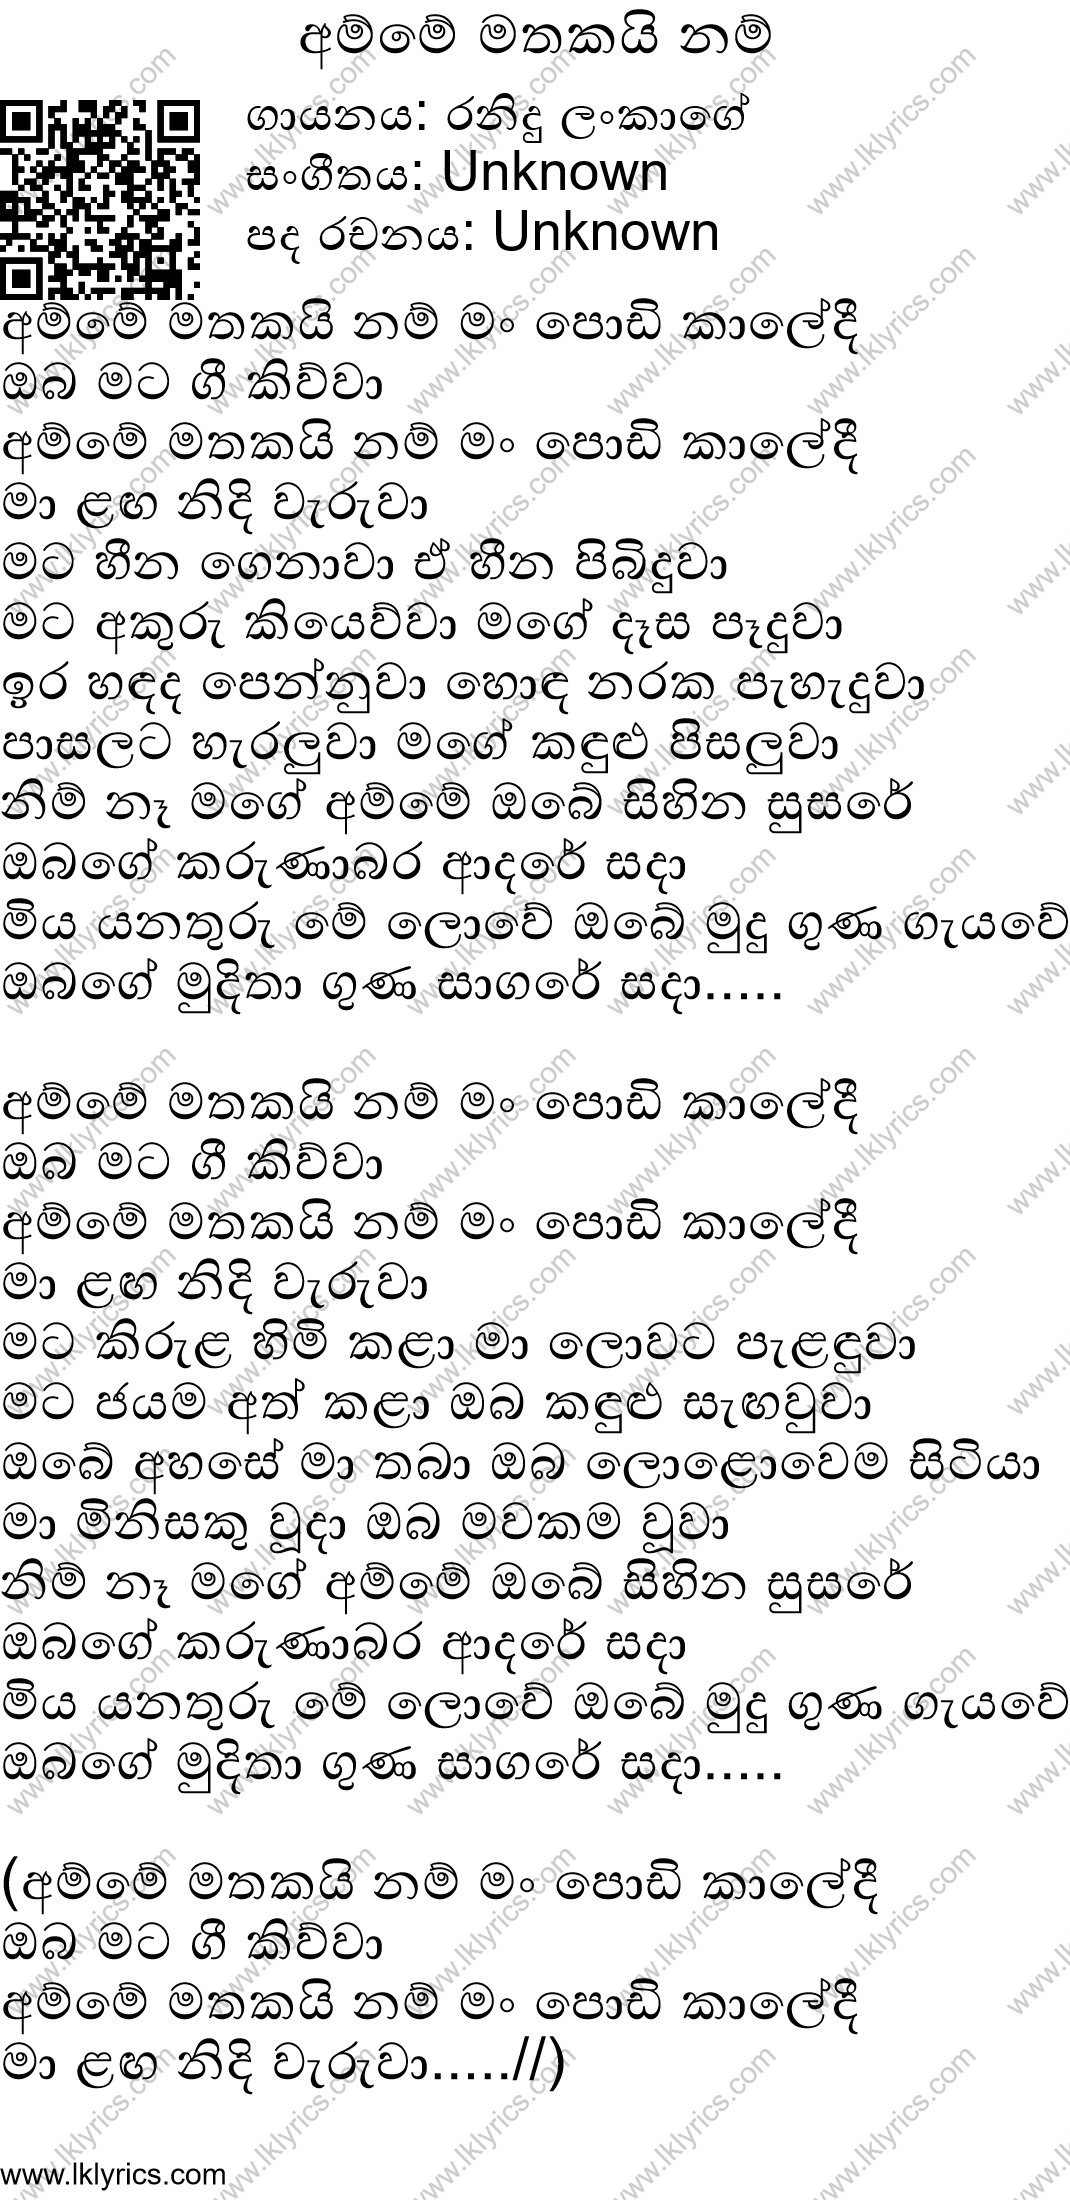 අම්මේ මතකයි නම්
ගායනය: රනිදු ලංකාගේ
සංගීතය: Unknown
පද රචනය: Unknown
අම්මේ මතකයි නම් මං පොඩි කාලේදී
ඔබ මට ගී කිව්වා
අම්මේ මතකයි නම් මං පොඩි කාලේදී
මා ළඟ නිදි වැරුවා
මට හීන ගෙනාවා ඒ හීන පිබිදුවා
මට අකුරු කියෙව්වා මගේ දෑස පෑදුවා
ඉර හඳද පෙන්නුවා හොඳ නරක පැහැදුවා
පාසලට හැරලුවා මගේ කඳුළු පිසලුවා
නිම් නෑ මගේ අම්මේ ඔබේ සිහින සුසරේ
ඔබගේ කරුණාබර ආදරේ සදා
මිය යනතුරු මේ ලොවේ ඔබේ මුදු ගුණ ගැයවේ
ඔබගේ මුදිතා ගුණ සාගරේ සදා.....
අම්මේ මතකයි නම් මං පොඩි කාලේදී
ඔබ මට ගී කිව්වා
අම්මේ මතකයි නම් මං පොඩි කාලේදී
මා ළඟ නිදි වැරුවා
මට කිරුළ හිමි කළා මා ලොවට පැළඳුවා
මට ජයම අත් කළා ඔබ කඳුළු සැඟවුවා
ඔබේ අහසේ මා තබා ඔබ ලොළොවෙම සිටියා
මා මිනිසකු වූදා ඔබ මවකම වූවා
නිම් නෑ මගේ අම්මේ ඔබේ සිහින සුසරේ
ඔබගේ කරුණාබර ආදරේ සදා
මිය යනතුරු මේ ලොවේ ඔබේ මුදු ගුණ ගැයවේ
ඔබගේ මුදිතා ගුණ සාගරේ සදා.....
(අම්මේ මතකයි නම් මං පොඩි කාලේදී
ඔබ මට ගී කිව්වා
අම්මේ මතකයි නම් මං පොඩි කාලේදී
මා ළඟ නිදි වැරුවා.....//)
www.lklyrics.com